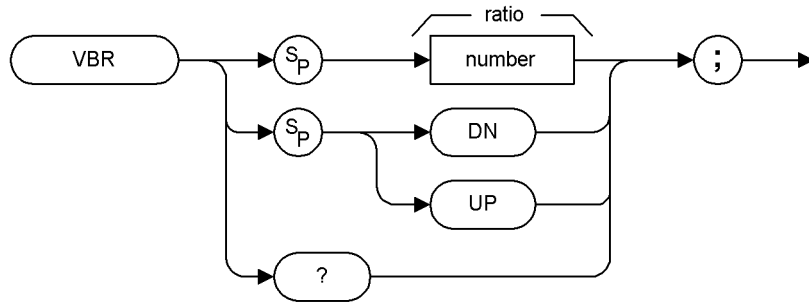 ratio
VBR SP number ;
SP DN
UP
?